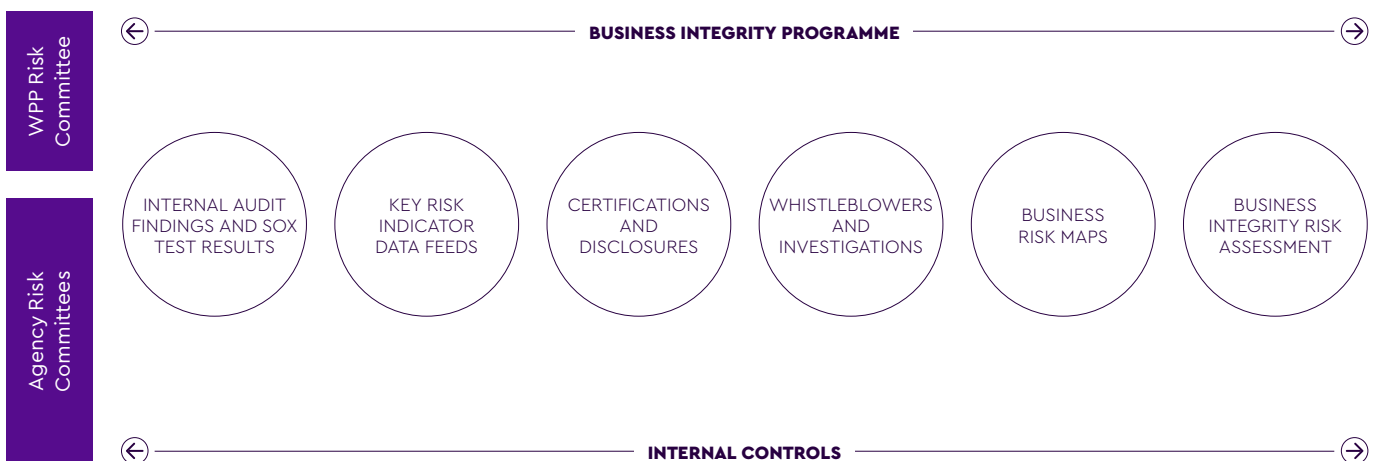 WPP Risk
Committee
Agency Risk
Committees
BUSINESS INTEGRITY PROGRAMME
INTERNAL AUDIT
FINDINGS AND SOX
TEST RESULTS
KEY RISK
INDICATOR
DATA FEEDS
CERTIFICATIONS
AND
DISCLOSURES
WHISTLEBLOWERS
AND
INVESTIGATIONS
BUSINESS
RISK MAPS
BUSINESS
INTEGRITY RISK
ASSESSMENT
INTERNAL CONTROLS